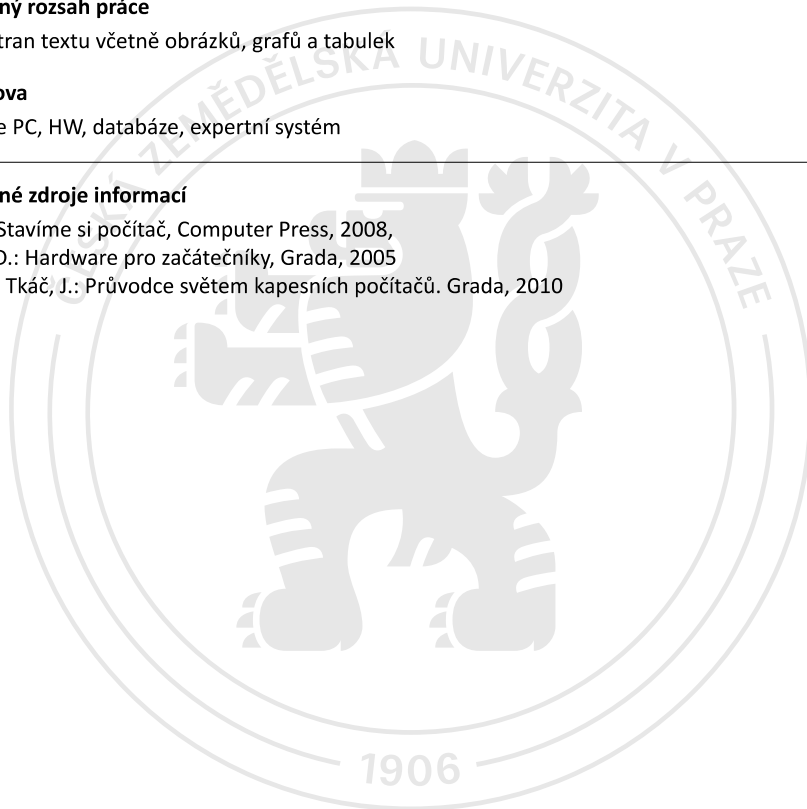 ný rozsah práce
tran textu včetně obrázků, grafů a tabulek
ova
e PC, HW, databáze, expertní systém
né zdroje informací
Stavíme si počítač, Computer Press, 2008,
D.: Hardware pro začátečníky, Grada, 2005
Tkáč, J.: Průvodce světem kapesních počítačů. Grada, 2010
ČESKÁ ZEMĚDĚLSKÁ UNIVERZITA V PRAZE
1906